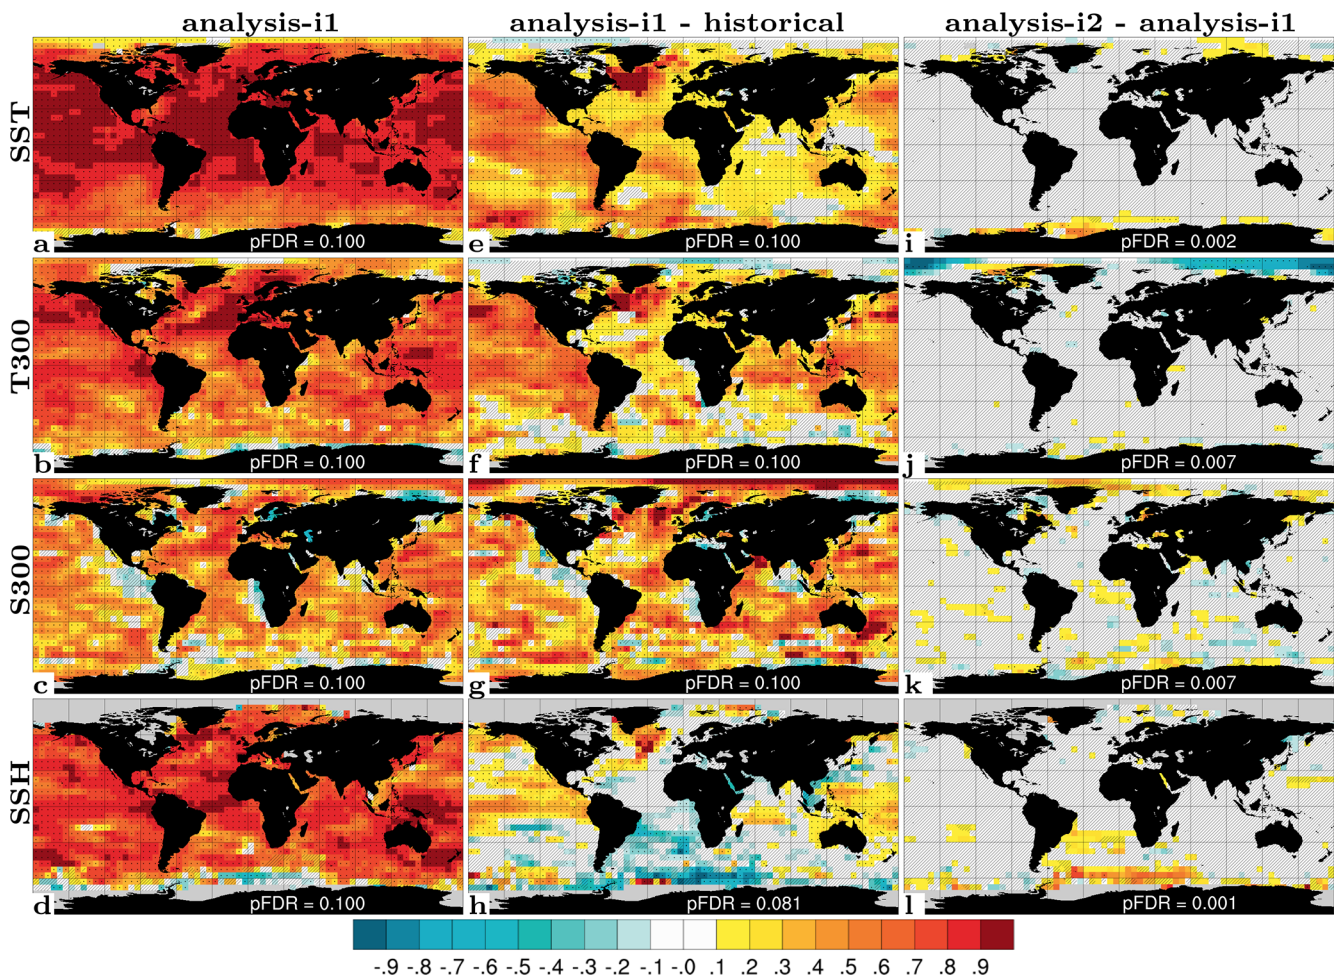 analysis-i1 analysis-i1 - historical analysis-i2 - analysis-i1
SST
a pFDR = 0.100 e pFDR = 0.100 i pFDR = 0.002
T300
b pFDR = 0.100 f pFDR = 0.100 j pFDR = 0.007
S300
c pFDR = 0.100 g pFDR = 0.100 k pFDR = 0.007
SSH
d pFDR = 0.100 h pFDR = 0.081 l pFDR = 0.001
-.9 -.8 -.7 -.6 -.5 -.4 -.3 -.2 -.1 -.0 .1 .2 .3 .4 .5 .6 .7 .8 .9